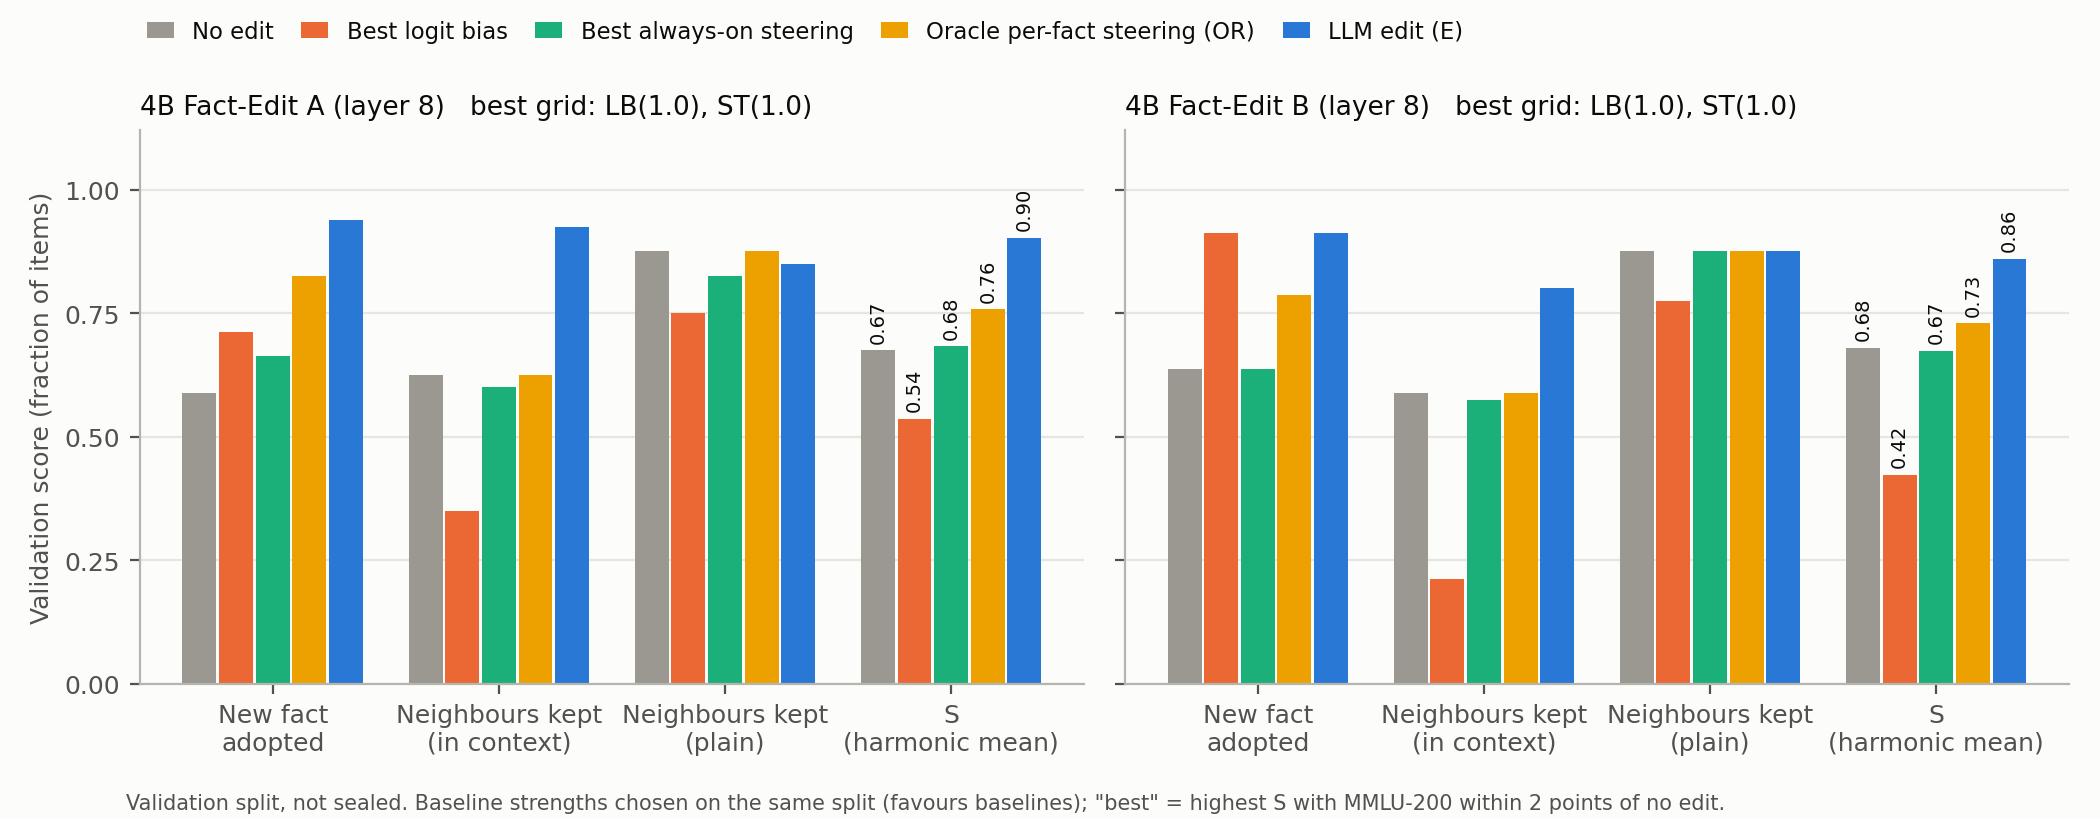 No edit
Best logit bias
Best always-on steering
Oracle per-fact steering (OR)
LLM edit (E)
4B Fact-Edit A (layer 8)   best grid: LB(1.0), ST(1.0)
4B Fact-Edit B (layer 8)   best grid: LB(1.0), ST(1.0)
Validation score (fraction of items)
1.00
0.75
0.50
0.25
0.00
0.67
0.54
0.68
0.76
0.90
0.68
0.42
0.67
0.73
0.86
New fact
adopted
Neighbours kept
(in context)
Neighbours kept
(plain)
S
(harmonic mean)
New fact
adopted
Neighbours kept
(in context)
Neighbours kept
(plain)
S
(harmonic mean)
Validation split, not sealed. Baseline strengths chosen on the same split (favours baselines); "best" = highest S with MMLU-200 within 2 points of no edit.